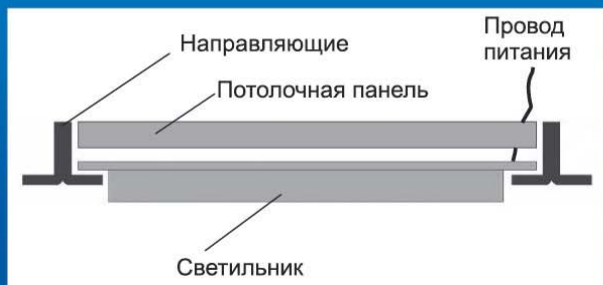 Провод
питания
Направляющие
Потолочная панель
Светильник